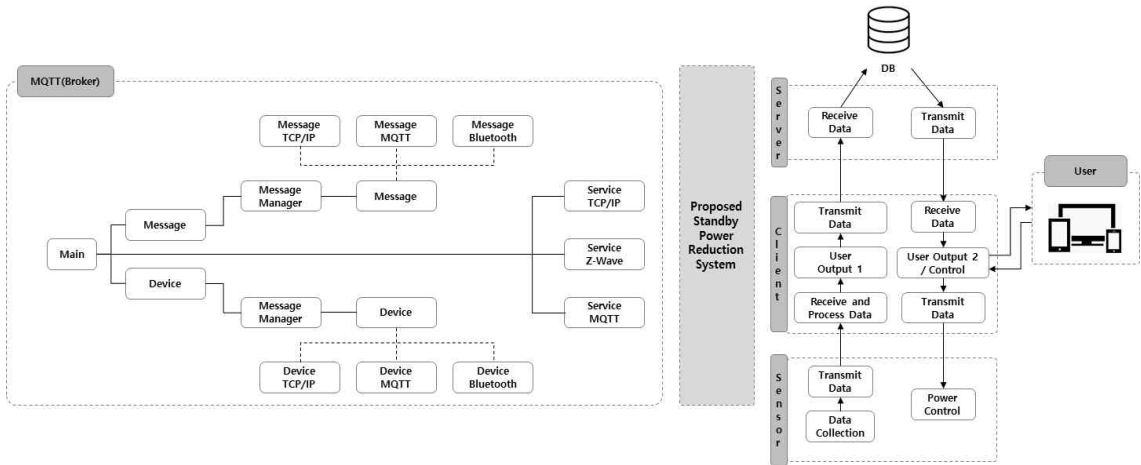 MQTT(Broker)
Message
TCP/IP
Message
MQTT
Message
Bluetooth
Message
Manager
Message
Message
Main
Device
Message
Manager
Device
Service
TCP/IP
Service
Z-Wave
Service
MQTT
Device
TCP/IP
Device
MQTT
Device
Bluetooth
Proposed
Standby
Power
Reduction
System
DB
Server
Receive
Data
Transmit
Data
Client
Transmit
Data
User
Output 1
Receive and
Process Data
Receive
Data
User Output 2
/ Control
Transmit
Data
User
Sensor
Transmit
Data
Data
Collection
Power
Control